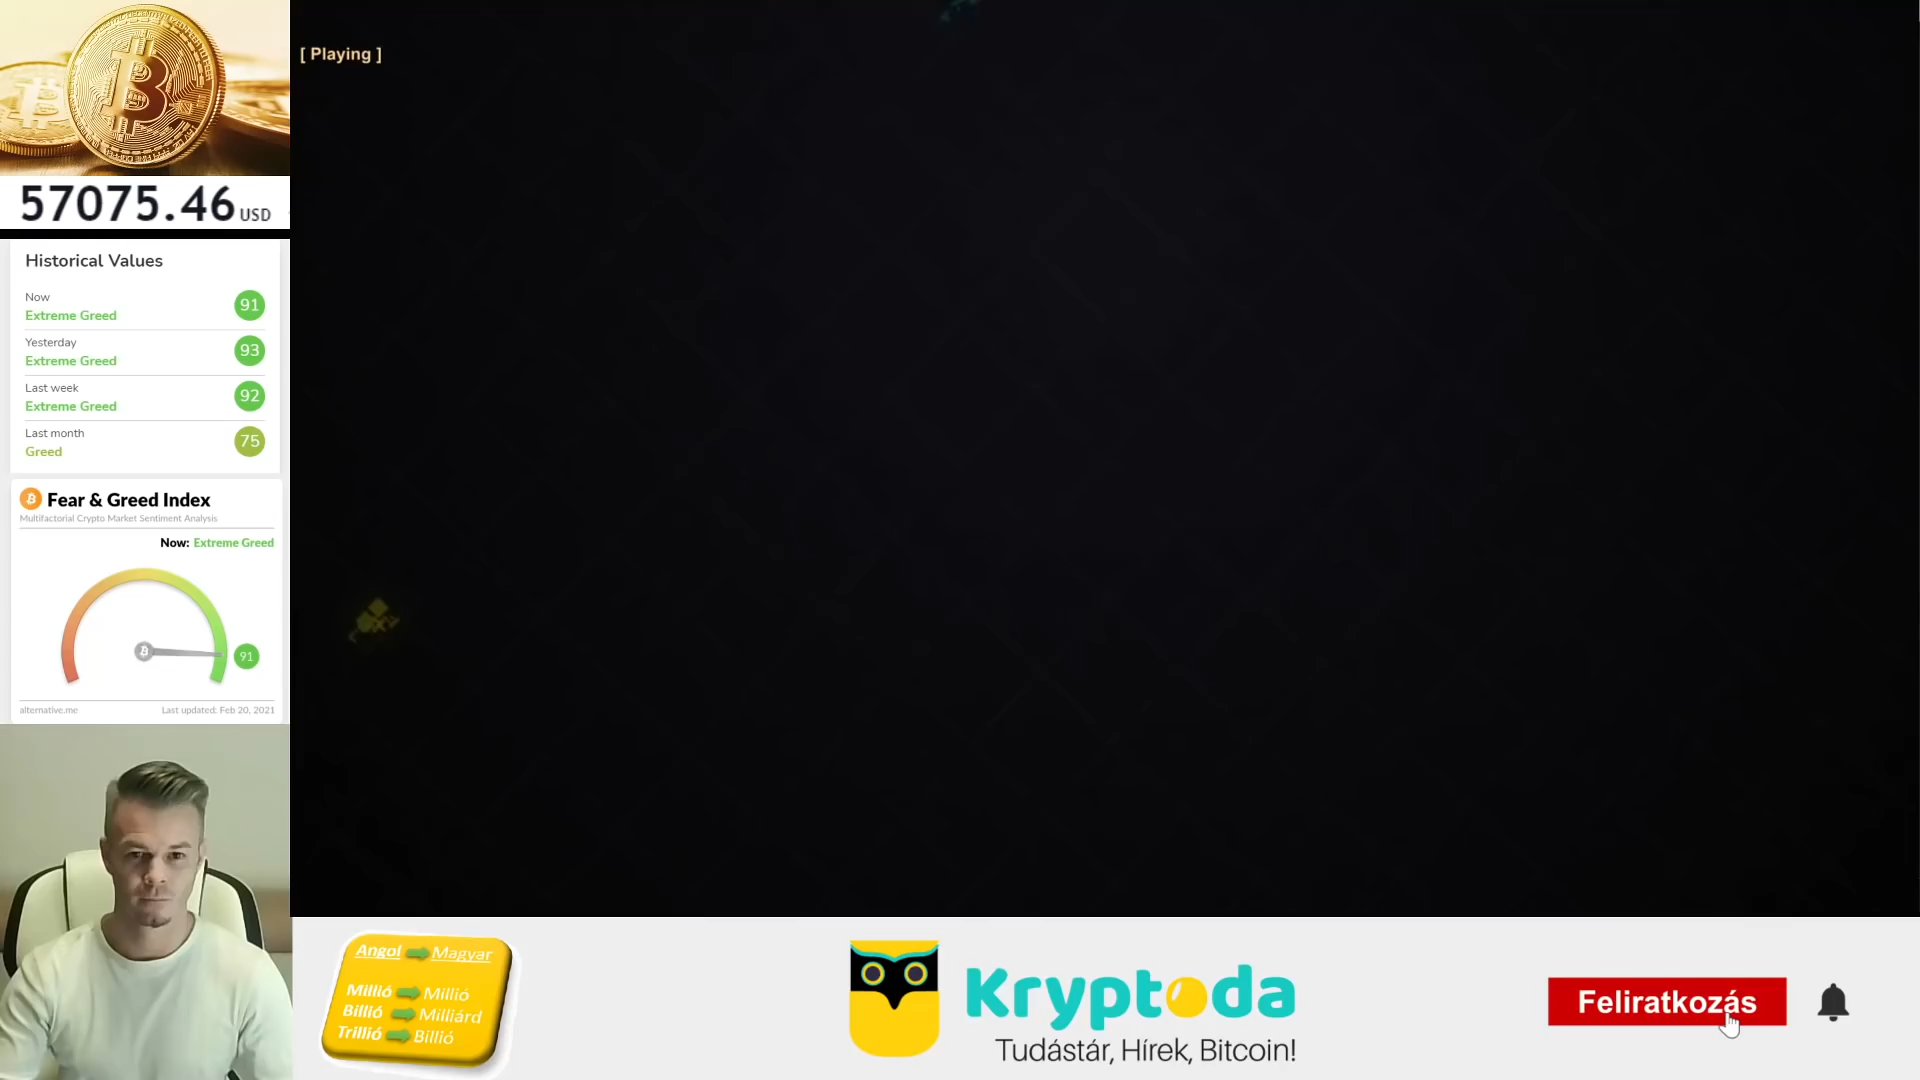 [ Playing ]
57075.46 USD
Historical Values
Now
Extreme Greed
91
Yesterday
Extreme Greed
93
Last week
Extreme Greed
92
Last month
Greed
75
Fear & Greed Index
Multifactorial Crypto Market Sentiment Analysis
Now: Extreme Greed
91
alternative.me Last updated: Feb 20, 2021
Angol Magyar
Millió Millió
Billió Milliárd
Trillió Billió
Kryptoda
Tudástár, Hírek, Bitcoin!
Feliratkozás